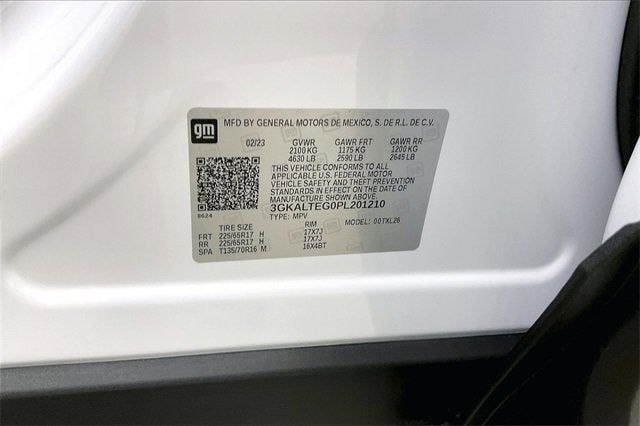 gm
MFD BY GENERAL MOTORS DE MEXICO, S. DE R.L. DE C.V.
02/23 GVWR GAWR FRT GAWR RR
2100 KG 1175 KG 1200 KG
4630 LB 2590 LB 2645 LB
THIS VEHICLE CONFORMS TO ALL
APPLICABLE U.S. FEDERAL MOTOR
VEHICLE SAFETY AND THEFT PREVENTION
STANDARDS IN EFFECT ON THE DATE OF
MANUFACTURE SHOWN ABOVE.
3GKALTEG0PL201210
8624 TYPE: MPV MODEL: 00TXL26
TIRE SIZE RIM
FRT 225/65R17 H 17X7J
RR 225/65R17 H 17X7J
SPA T135/70R16 M 16X4BT